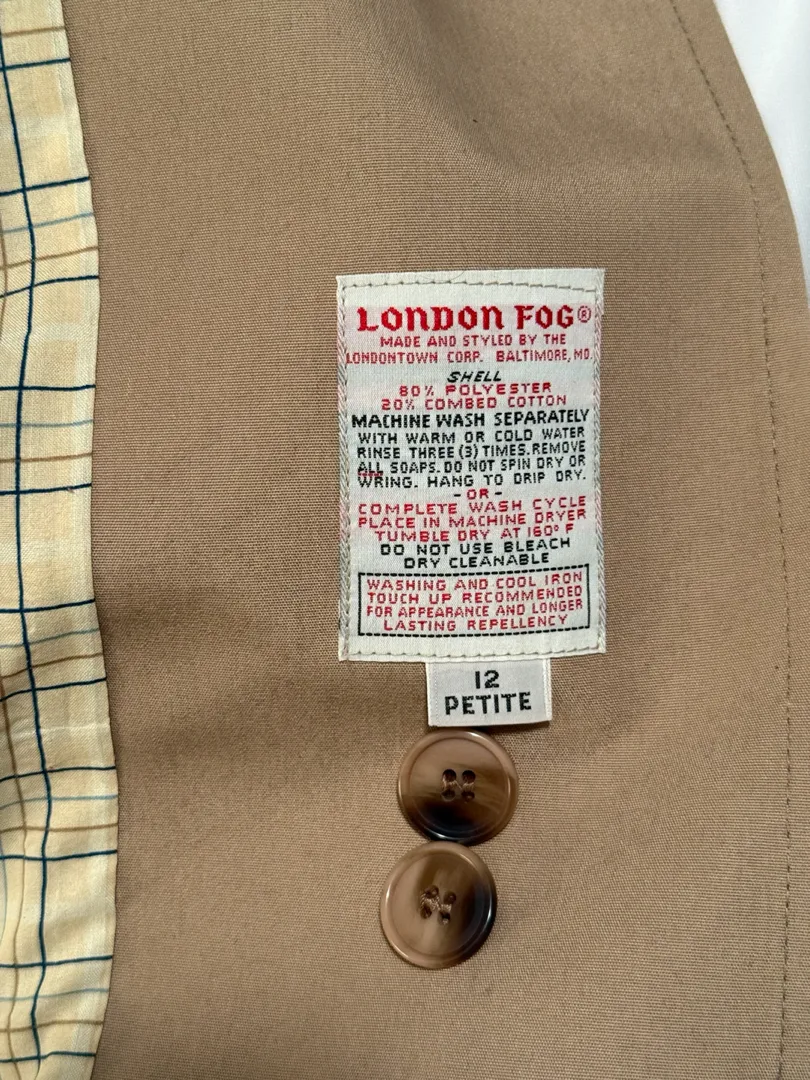 LONDON FOG®
MADE AND STYLED BY THE
LONDONTOWN CORP. BALTIMORE, MD.
SHELL
80% POLYESTER
20% COMBED COTTON
MACHINE WASH SEPARATELY
WITH WARM OR COLD WATER
RINSE THREE (3) TIMES. REMOVE
ALL SOAPS. DO NOT SPIN DRY OR
WRING. HANG TO DRIP DRY.
- OR -
COMPLETE WASH CYCLE
PLACE IN MACHINE DRYER
TUMBLE DRY AT 160° F
DO NOT USE BLEACH
DRY CLEANABLE
WASHING AND COOL IRON
TOUCH UP RECOMMENDED
FOR APPEARANCE AND LONGER
LASTING REPELLENCY
12
PETITE